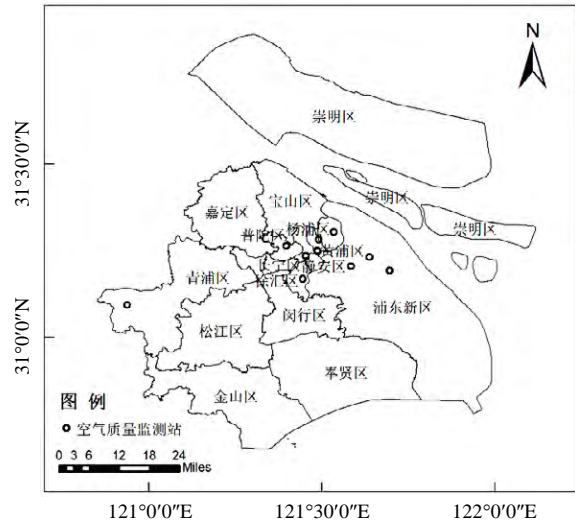 N
崇明区
31°30′0″N
崇明区
宝山区
嘉定区
杨浦区
崇明区
普陀区
黄浦区
长宁区
静安区
青浦区
徐汇区
浦东新区
闵行区
松江区
31°0′0″N
奉贤区
金山区
图 例
空气质量监测站
0 3 6 12 18 24
Miles
121°0′0″E
121°30′0″E
122°0′0″E